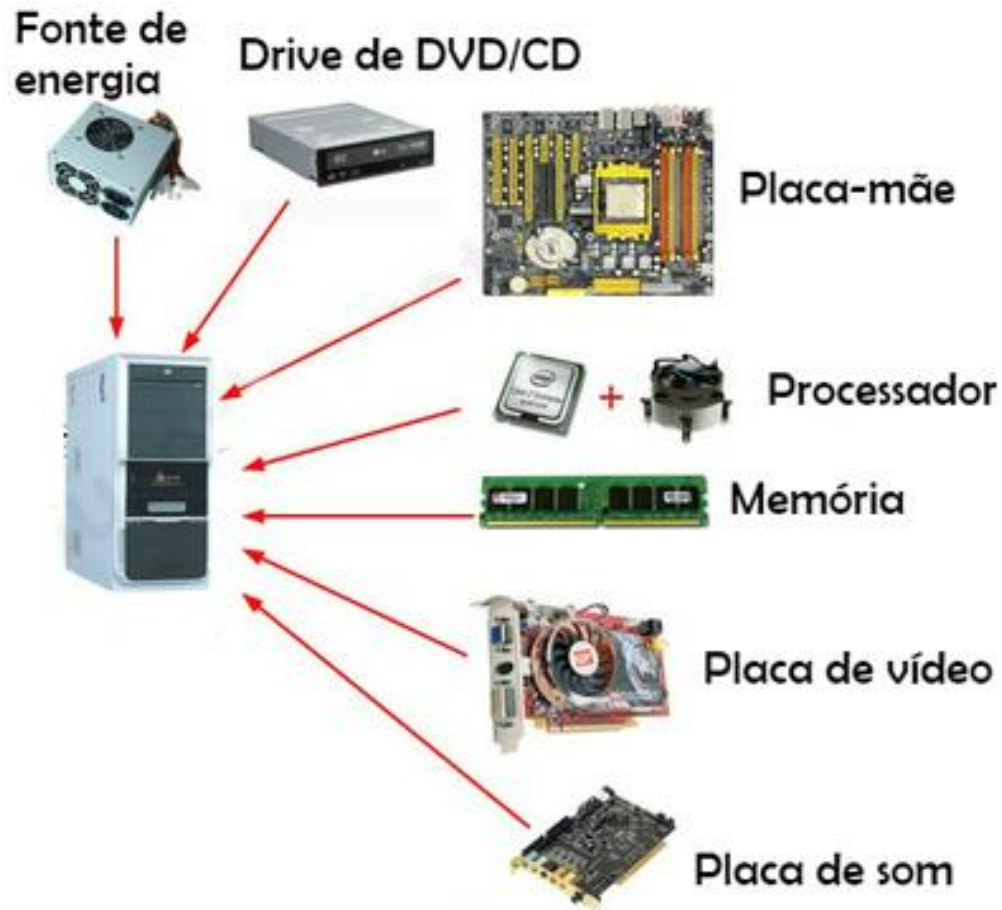 Fonte de
energia
Drive de DVD/CD
Placa-mãe
Processador
Memória
Placa de vídeo
Placa de som